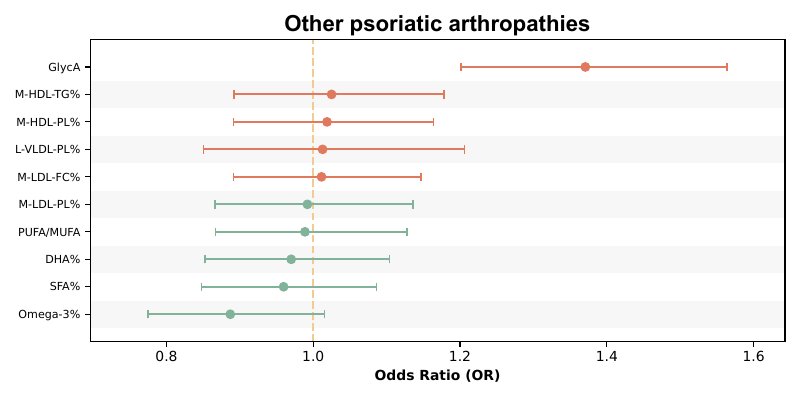 Other psoriatic arthropathies
GlycA
M-HDL-TG%
M-HDL-PL%
L-VLDL-PL%
M-LDL-FC%
M-LDL-PL%
PUFA/MUFA
DHA%
SFA%
Omega-3%
0.8 1.0 1.2 1.4 1.6
Odds Ratio (OR)